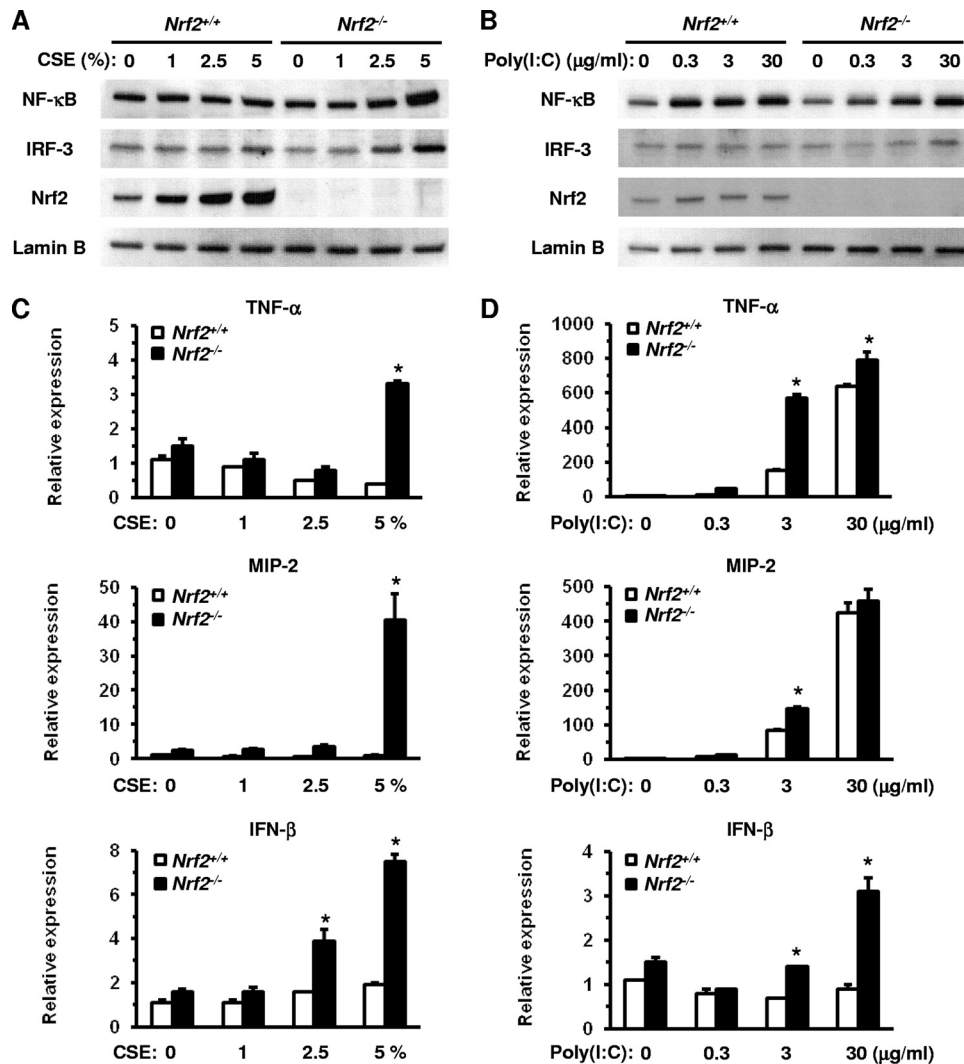 A
Nrf2+/+ Nrf2-/-
CSE (%): 0 1 2.5 5 0 1 2.5 5
NF-κB
IRF-3
Nrf2
Lamin B
B
Nrf2+/+ Nrf2-/-
Poly(I:C) (μg/ml): 0 0.3 3 30 0 0.3 3 30
NF-κB
IRF-3
Nrf2
Lamin B
C
TNF-α
Relative expression
5
4
3
2
1
0
Nrf2+/+
Nrf2-/-
*
CSE: 0 1 2.5 5 %
MIP-2
Relative expression
50
40
30
20
10
0
Nrf2+/+
Nrf2-/-
*
CSE: 0 1 2.5 5 %
IFN-β
Relative expression
8
6
4
2
0
Nrf2+/+
Nrf2-/-
*
*
CSE: 0 1 2.5 5 %
D
TNF-α
Relative expression
1000
800
600
400
200
0
Nrf2+/+
Nrf2-/-
*
*
Poly(I:C): 0 0.3 3 30 (μg/ml)
MIP-2
Relative expression
500
400
300
200
100
0
Nrf2+/+
Nrf2-/-
*
Poly(I:C): 0 0.3 3 30 (μg/ml)
IFN-β
Relative expression
4
3
2
1
0
Nrf2+/+
Nrf2-/-
*
*
Poly(I:C): 0 0.3 3 30 (μg/ml)